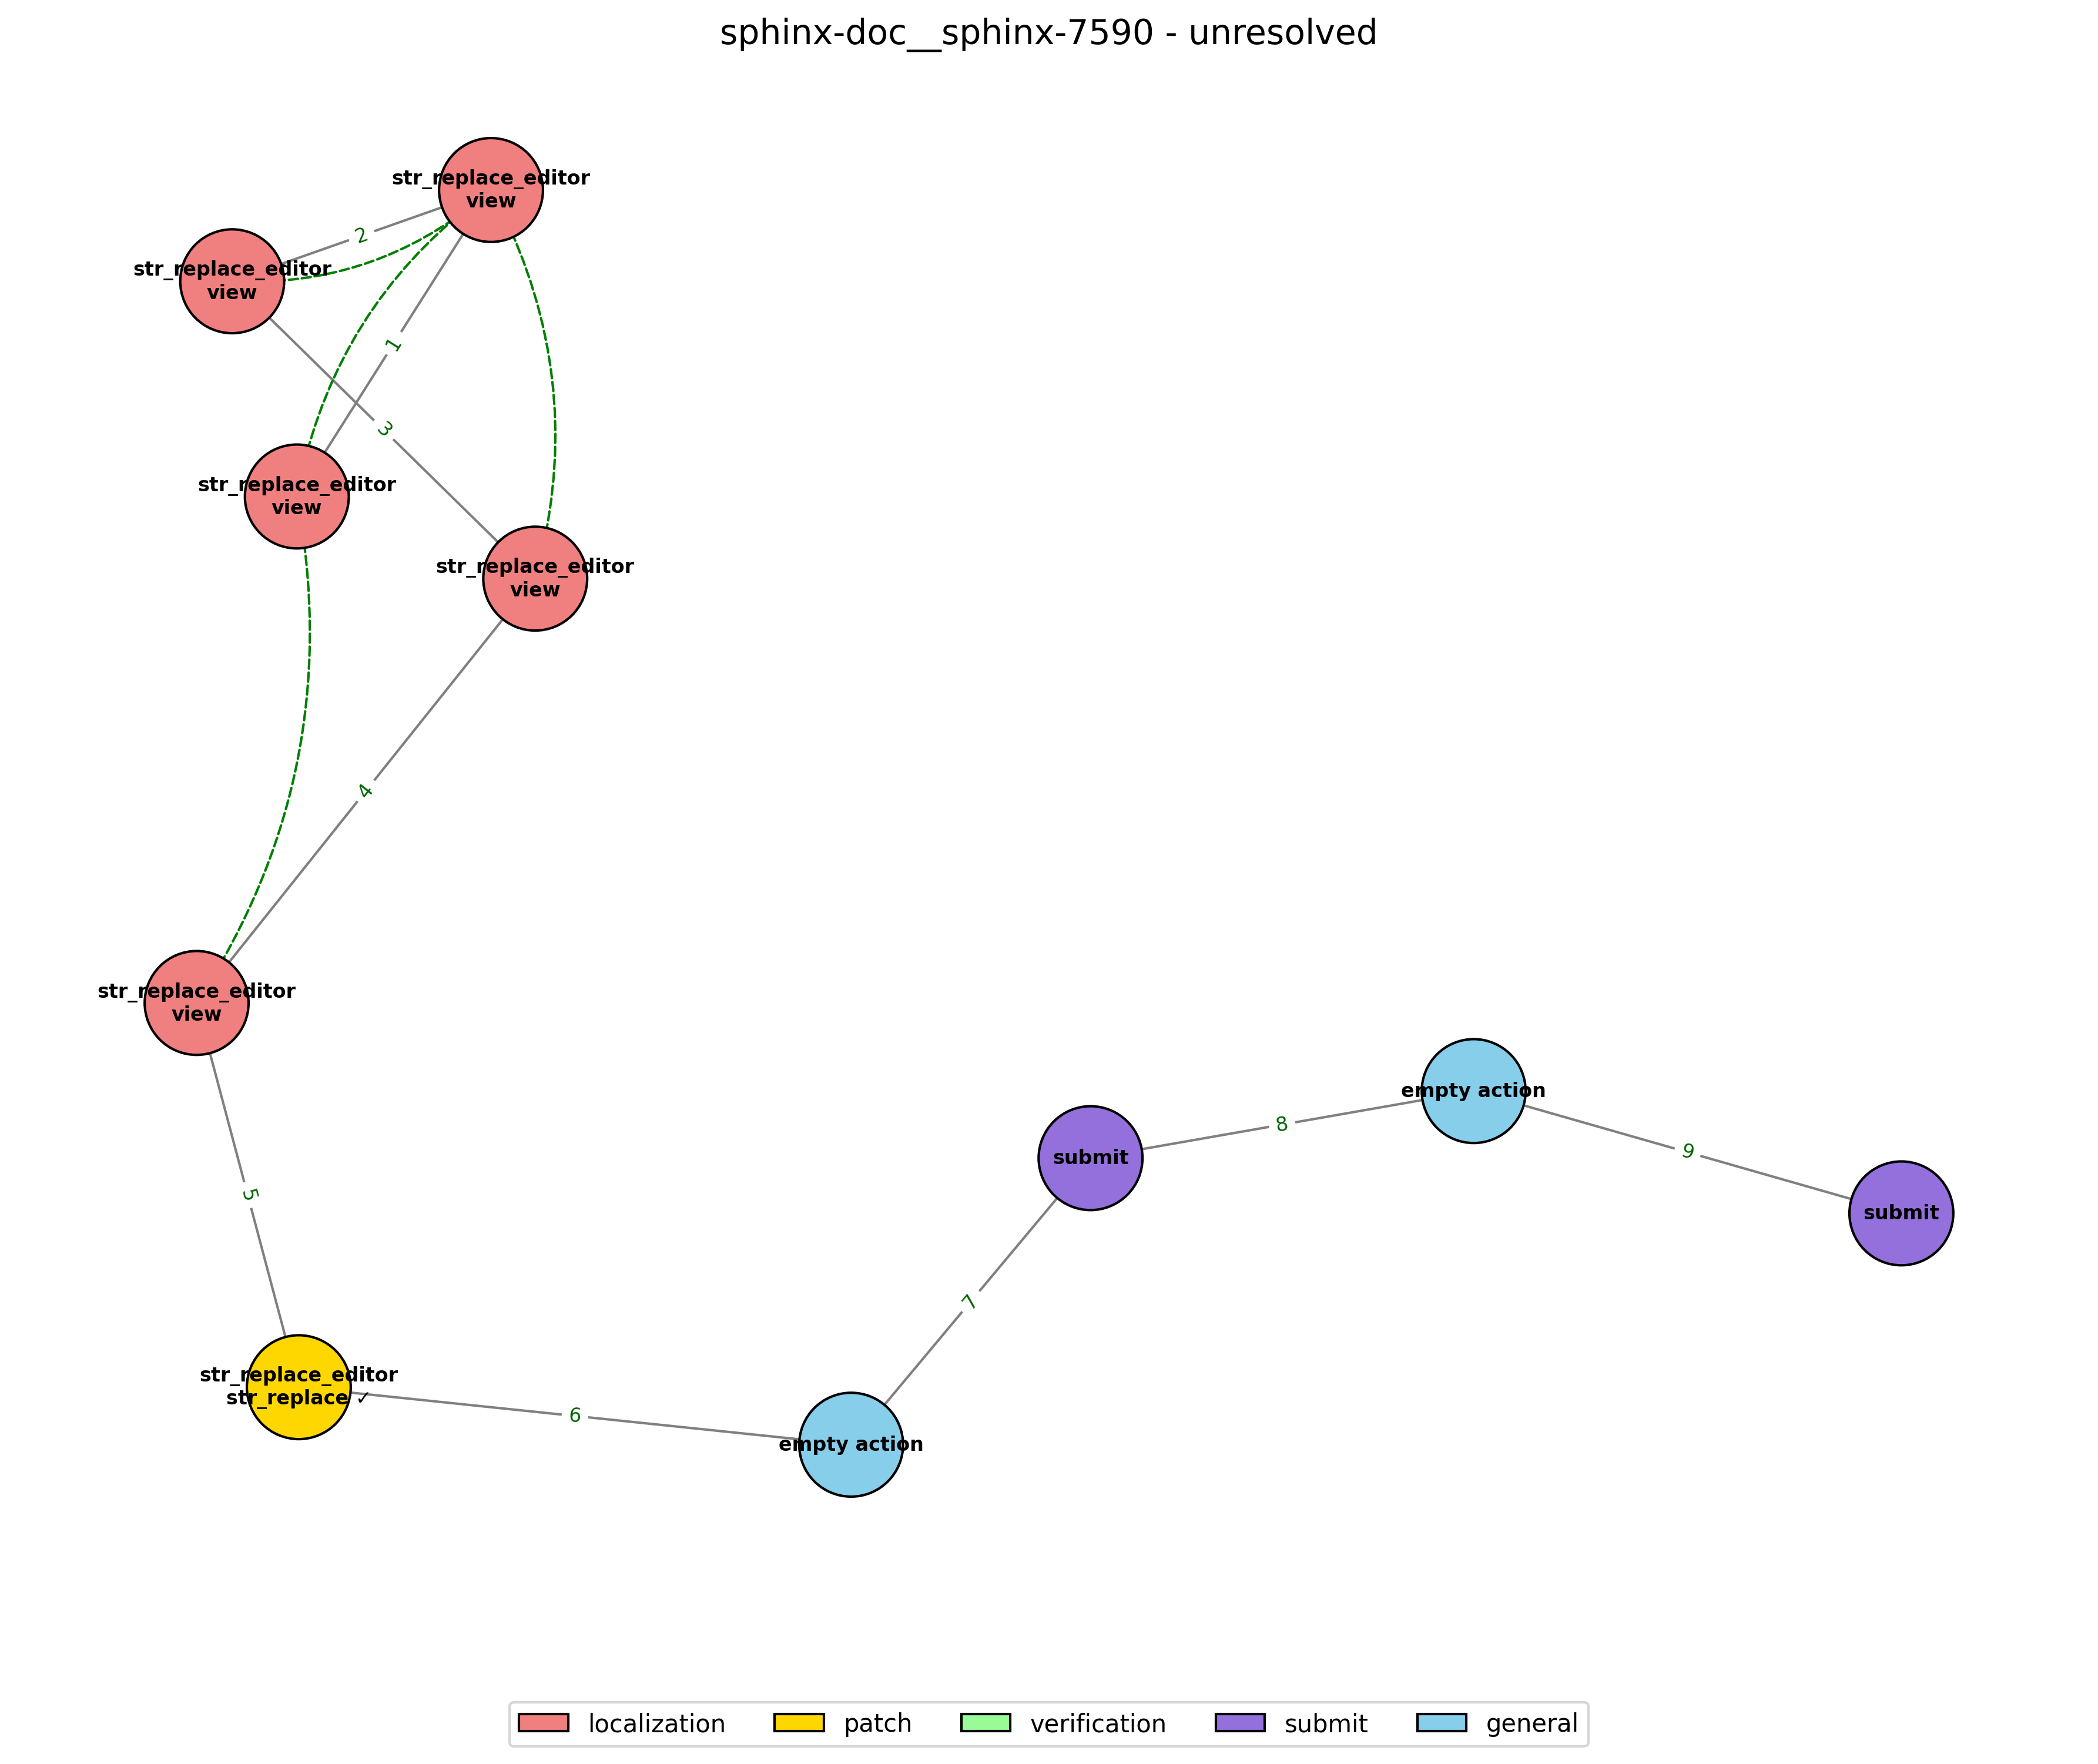 sphinx-doc__sphinx-7590 - unresolved
str_replace_editor
view
2
str_replace_editor
view
1
3
str_replace_editor
view
str_replace_editor
view
4
str_replace_editor
view
empty action
submit
8
9
5
submit
7
str_replace_editor
str_replace ✓
6
empty action
localization
patch
verification
submit
general